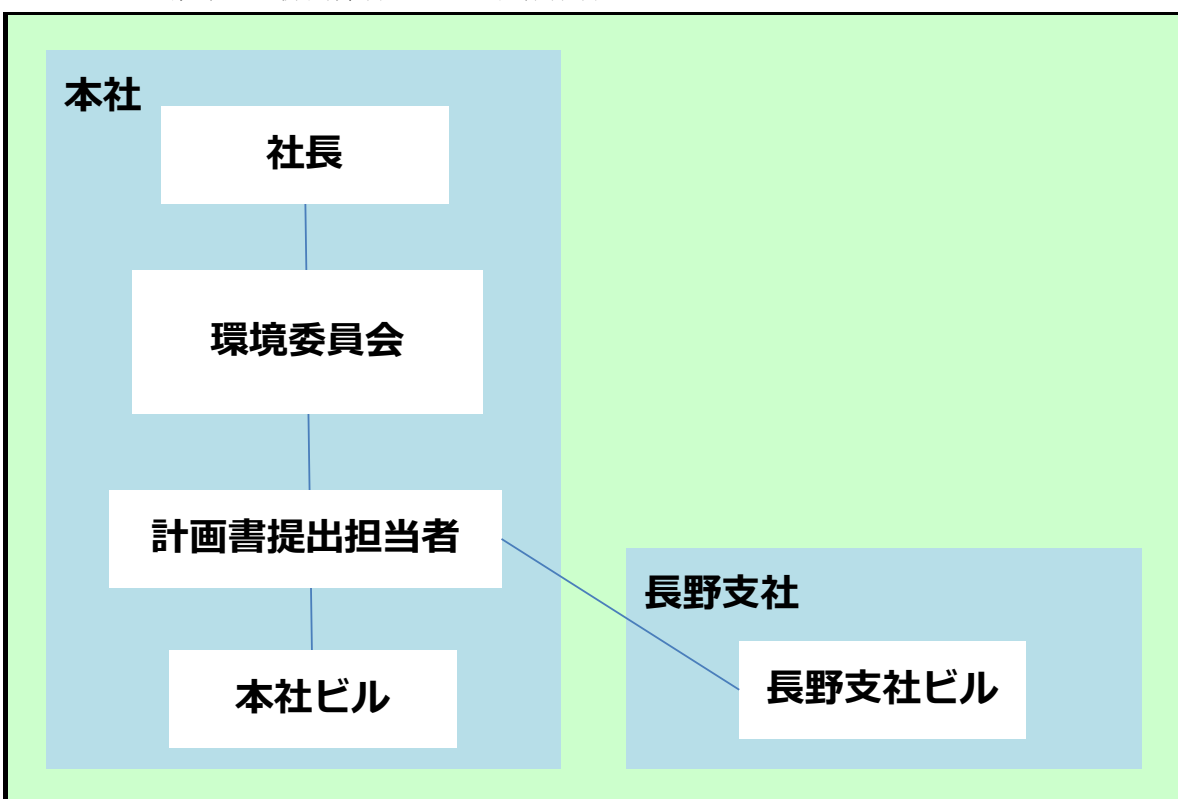 本社
社長
環境委員会
計画書提出担当者
本社ビル
長野支社
長野支社ビル